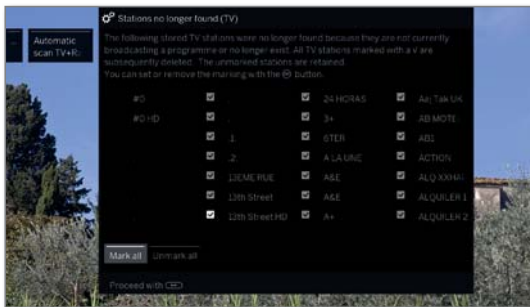 Stations no longer found (TV)
Automatic
scan TV+R
The following stored TV stations were no longer found because they are not currently
broadcasting a programme or no longer exist. All TV stations marked with a v are
subsequently deleted. The unmarked stations are retained.
You can set or remove the marking with the OK button.
#0 . 24 HORAS Aaj Tak UK
#0 HD . 3+ AB MOTE
.1. 6TER AB1
.2. A LA UNE ACTION
13EME RUE A&E ALQ XXHA
13th Street A&E ALQUILER 1
13th Street HD A+ ALQUILER 2
Mark all Unmark all
Proceed with